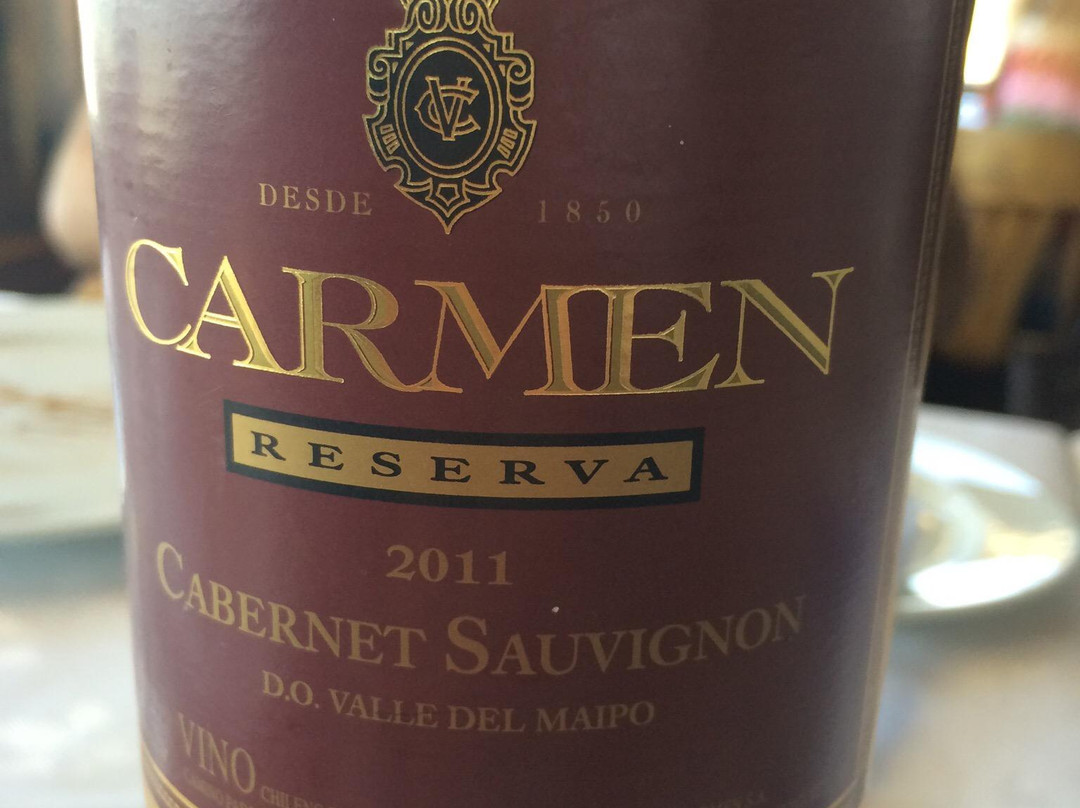 DESDE 1850
CARMEN
RESERVA
2011
CABERNET SAUVIGNON
D.O. VALLE DEL MAIPO
VINO